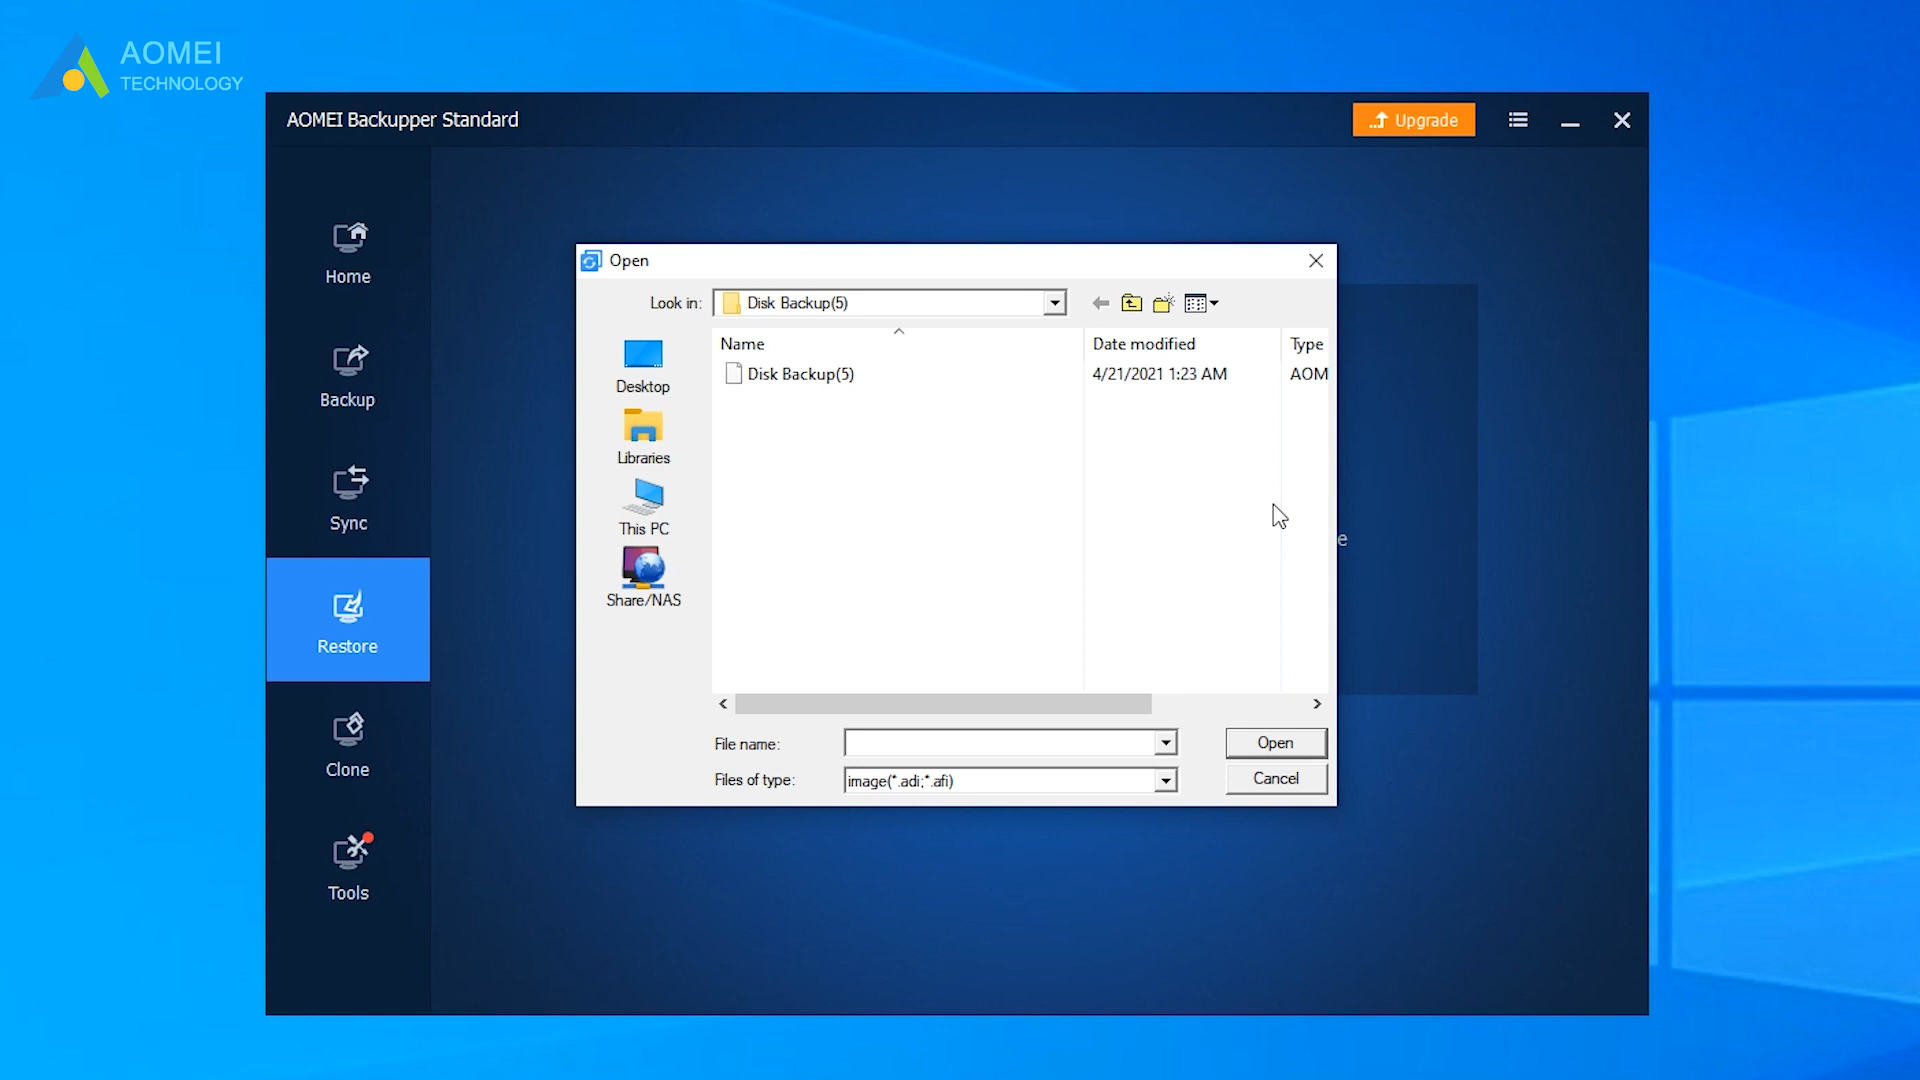 AOMEI
TECHNOLOGY
AOMEI Backupper Standard
Upgrade
Home
Backup
Sync
Restore
Clone
Tools
Open
Look in: Disk Backup(5)
Name Date modified Type
Disk Backup(5) 4/21/2021 1:23 AM AOM
Desktop
Libraries
This PC
Share/NAS
e
File name: Open
Files of type: image(*.adi;*.afi) Cancel